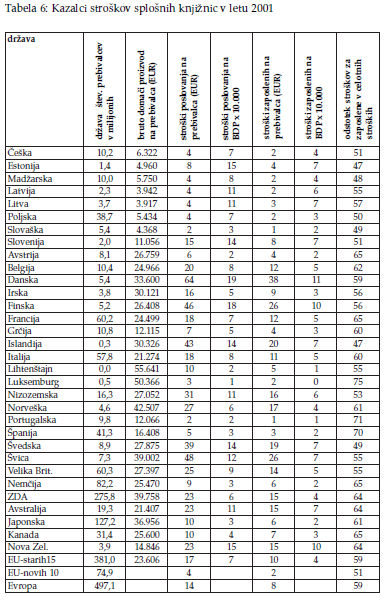 Tabela 6: Kazalci stroškov splošnih knjižnic v letu 2001
država	država štev. prebivalcev v milijonih	bruto domači proizvod na prebivalca (EUR)	stroški poslovanja na prebivalca (EUR)	stroški poslovanja na BDP x 10.000	stroški zaposlenih na prebivalca (EUR)	stroški zaposlenih na BDP x 10.000	odstotek stroškov za zaposlene v celotnih stroških
Češka	10,2	6.322	4	7	2	4	51
Estonija	1,4	4.960	8	15	4	7	47
Madžarska	10,0	5.750	4	8	2	4	48
Latvija	2,3	3.942	4	11	2	6	55
Litva	3,7	3.917	4	11	3	7	57
Poljska	38,7	5.434	4	7	2	3	50
Slovaška	5,4	4.368	2	3	1	2	49
Slovenija	2,0	11.056	15	14	8	7	51
Avstrija	8,1	26.759	6	2	4	2	65
Belgija	10,4	24.966	20	8	12	5	62
Danska	5,4	33.600	64	19	38	11	59
Irska	3,8	30.121	16	5	9	3	56
Finska	5,2	26.408	46	18	26	10	56
Francija	60,2	24.499	18	7	12	5	65
Grčija	10,8	12.115	7	5	4	3	60
Islandija	0,3	30.326	43	14	20	7	47
Italija	57,8	21.274	18	8	11	5	60
Lihtenštajn	0,0	55.641	10	2	5	1	55
Luksemburg	0,5	50.366	3	1	2	0	75
Nizozemska	16,3	27.052	31	11	16	6	53
Norveška	4,6	42.507	27	6	17	4	61
Portugalska	9,8	12.066	2	2	1	1	71
Španija	41,3	16.408	5	3	3	2	70
Švedska	8,9	27.875	39	14	19	7	49
Švica	7,3	39.002	48	12	26	7	55
Velika Brit.	60,3	27.397	25	9	14	5	55
Nemčija	82,2	25.470	9	3	6	2	65
ZDA	275,8	39.758	23	6	15	4	64
Avstralija	19,3	21.407	23	11	15	7	64
Japonska	127,2	36.956	10	3	6	2	61
Kanada	31,4	25.600	10	4	7	3	65
Nova Zel.	3,9	14.846	23	15	15	10	64
EU-starih15	381,0	23.606	17	7	10	4	59
EU-novih 10	74,9	4	2	51
Evropa	497,1	14	8	59